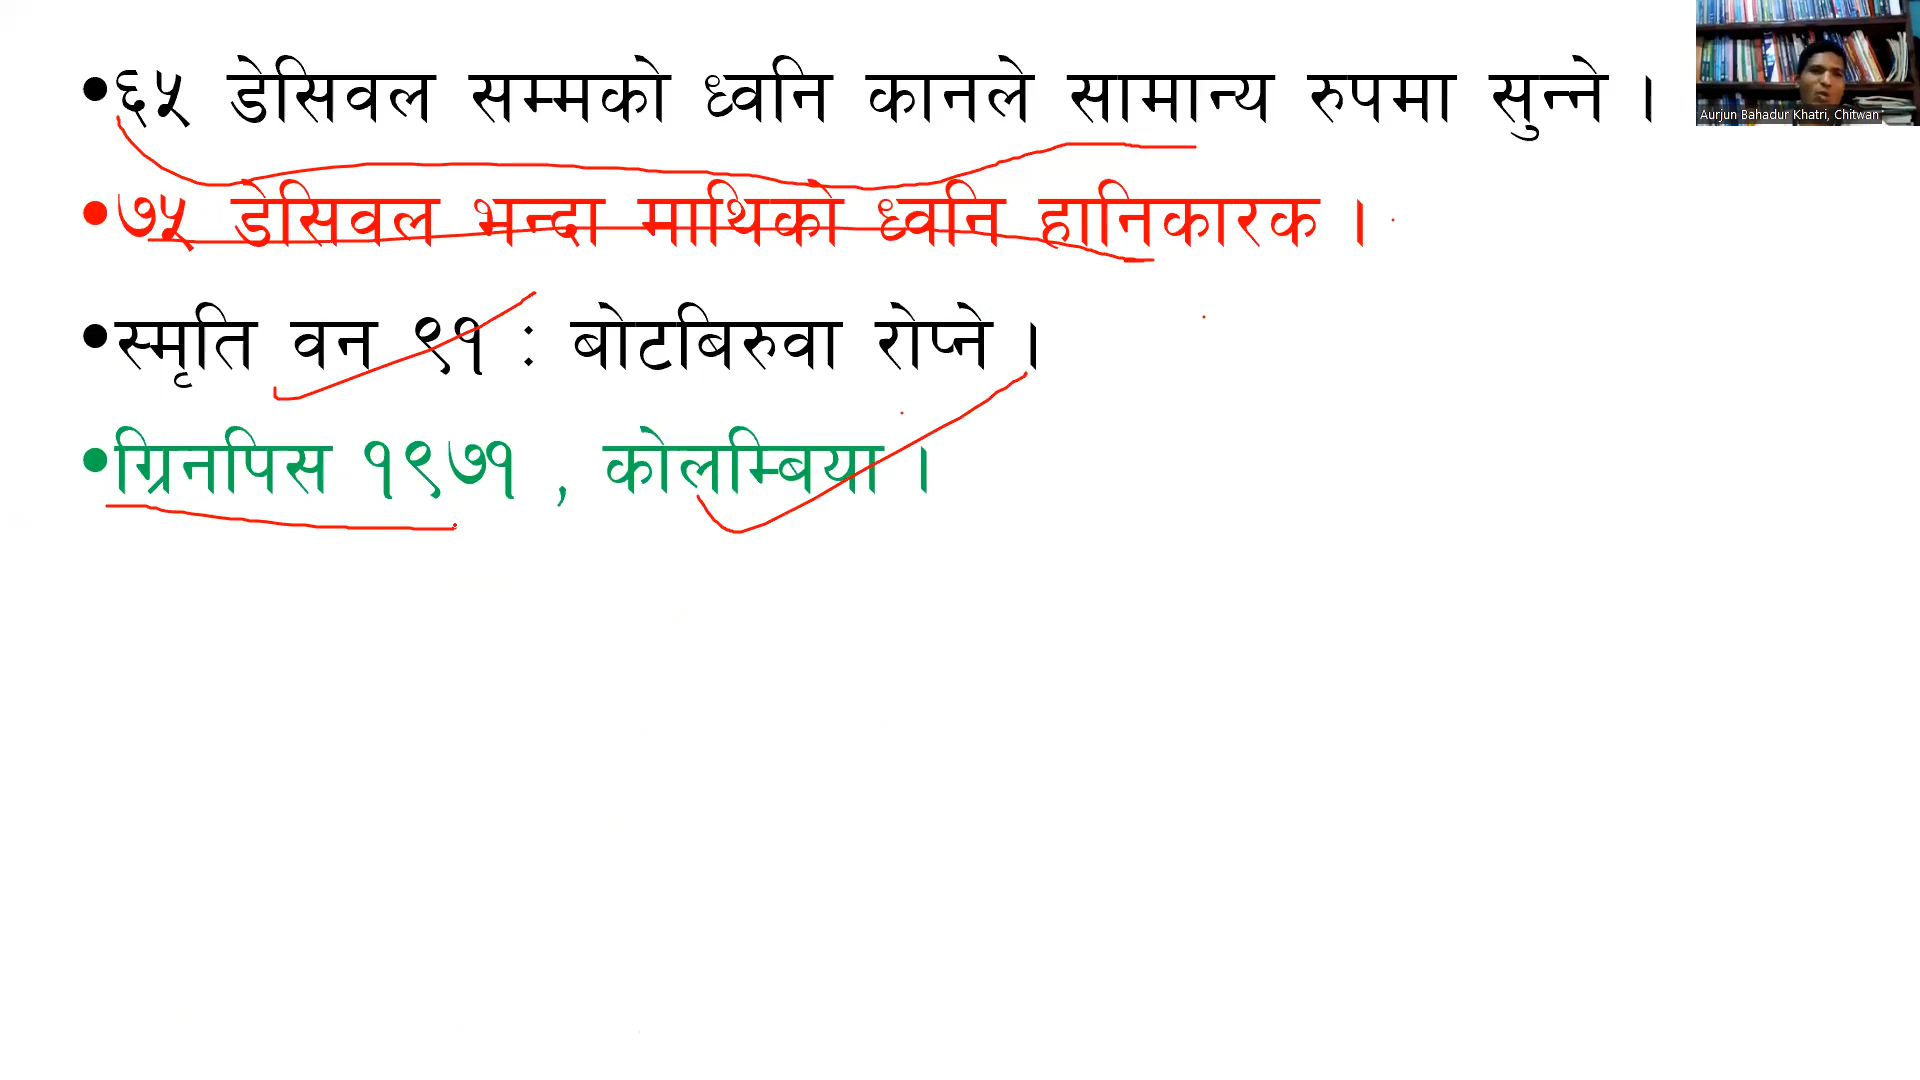 •६५ डेसिवल सम्मको ध्वनि कानले सामान्य रुपमा सुन्ने ।
•७५ डेसिवल भन्दा माथिको ध्वनि हानिकारक ।
•स्मृति वन ९१ : बोटबिरुवा रोप्ने ।
•ग्रिनपिस १९७१ , कोलम्बिया ।
Aurjun Bahadur Khatri, Chitwan